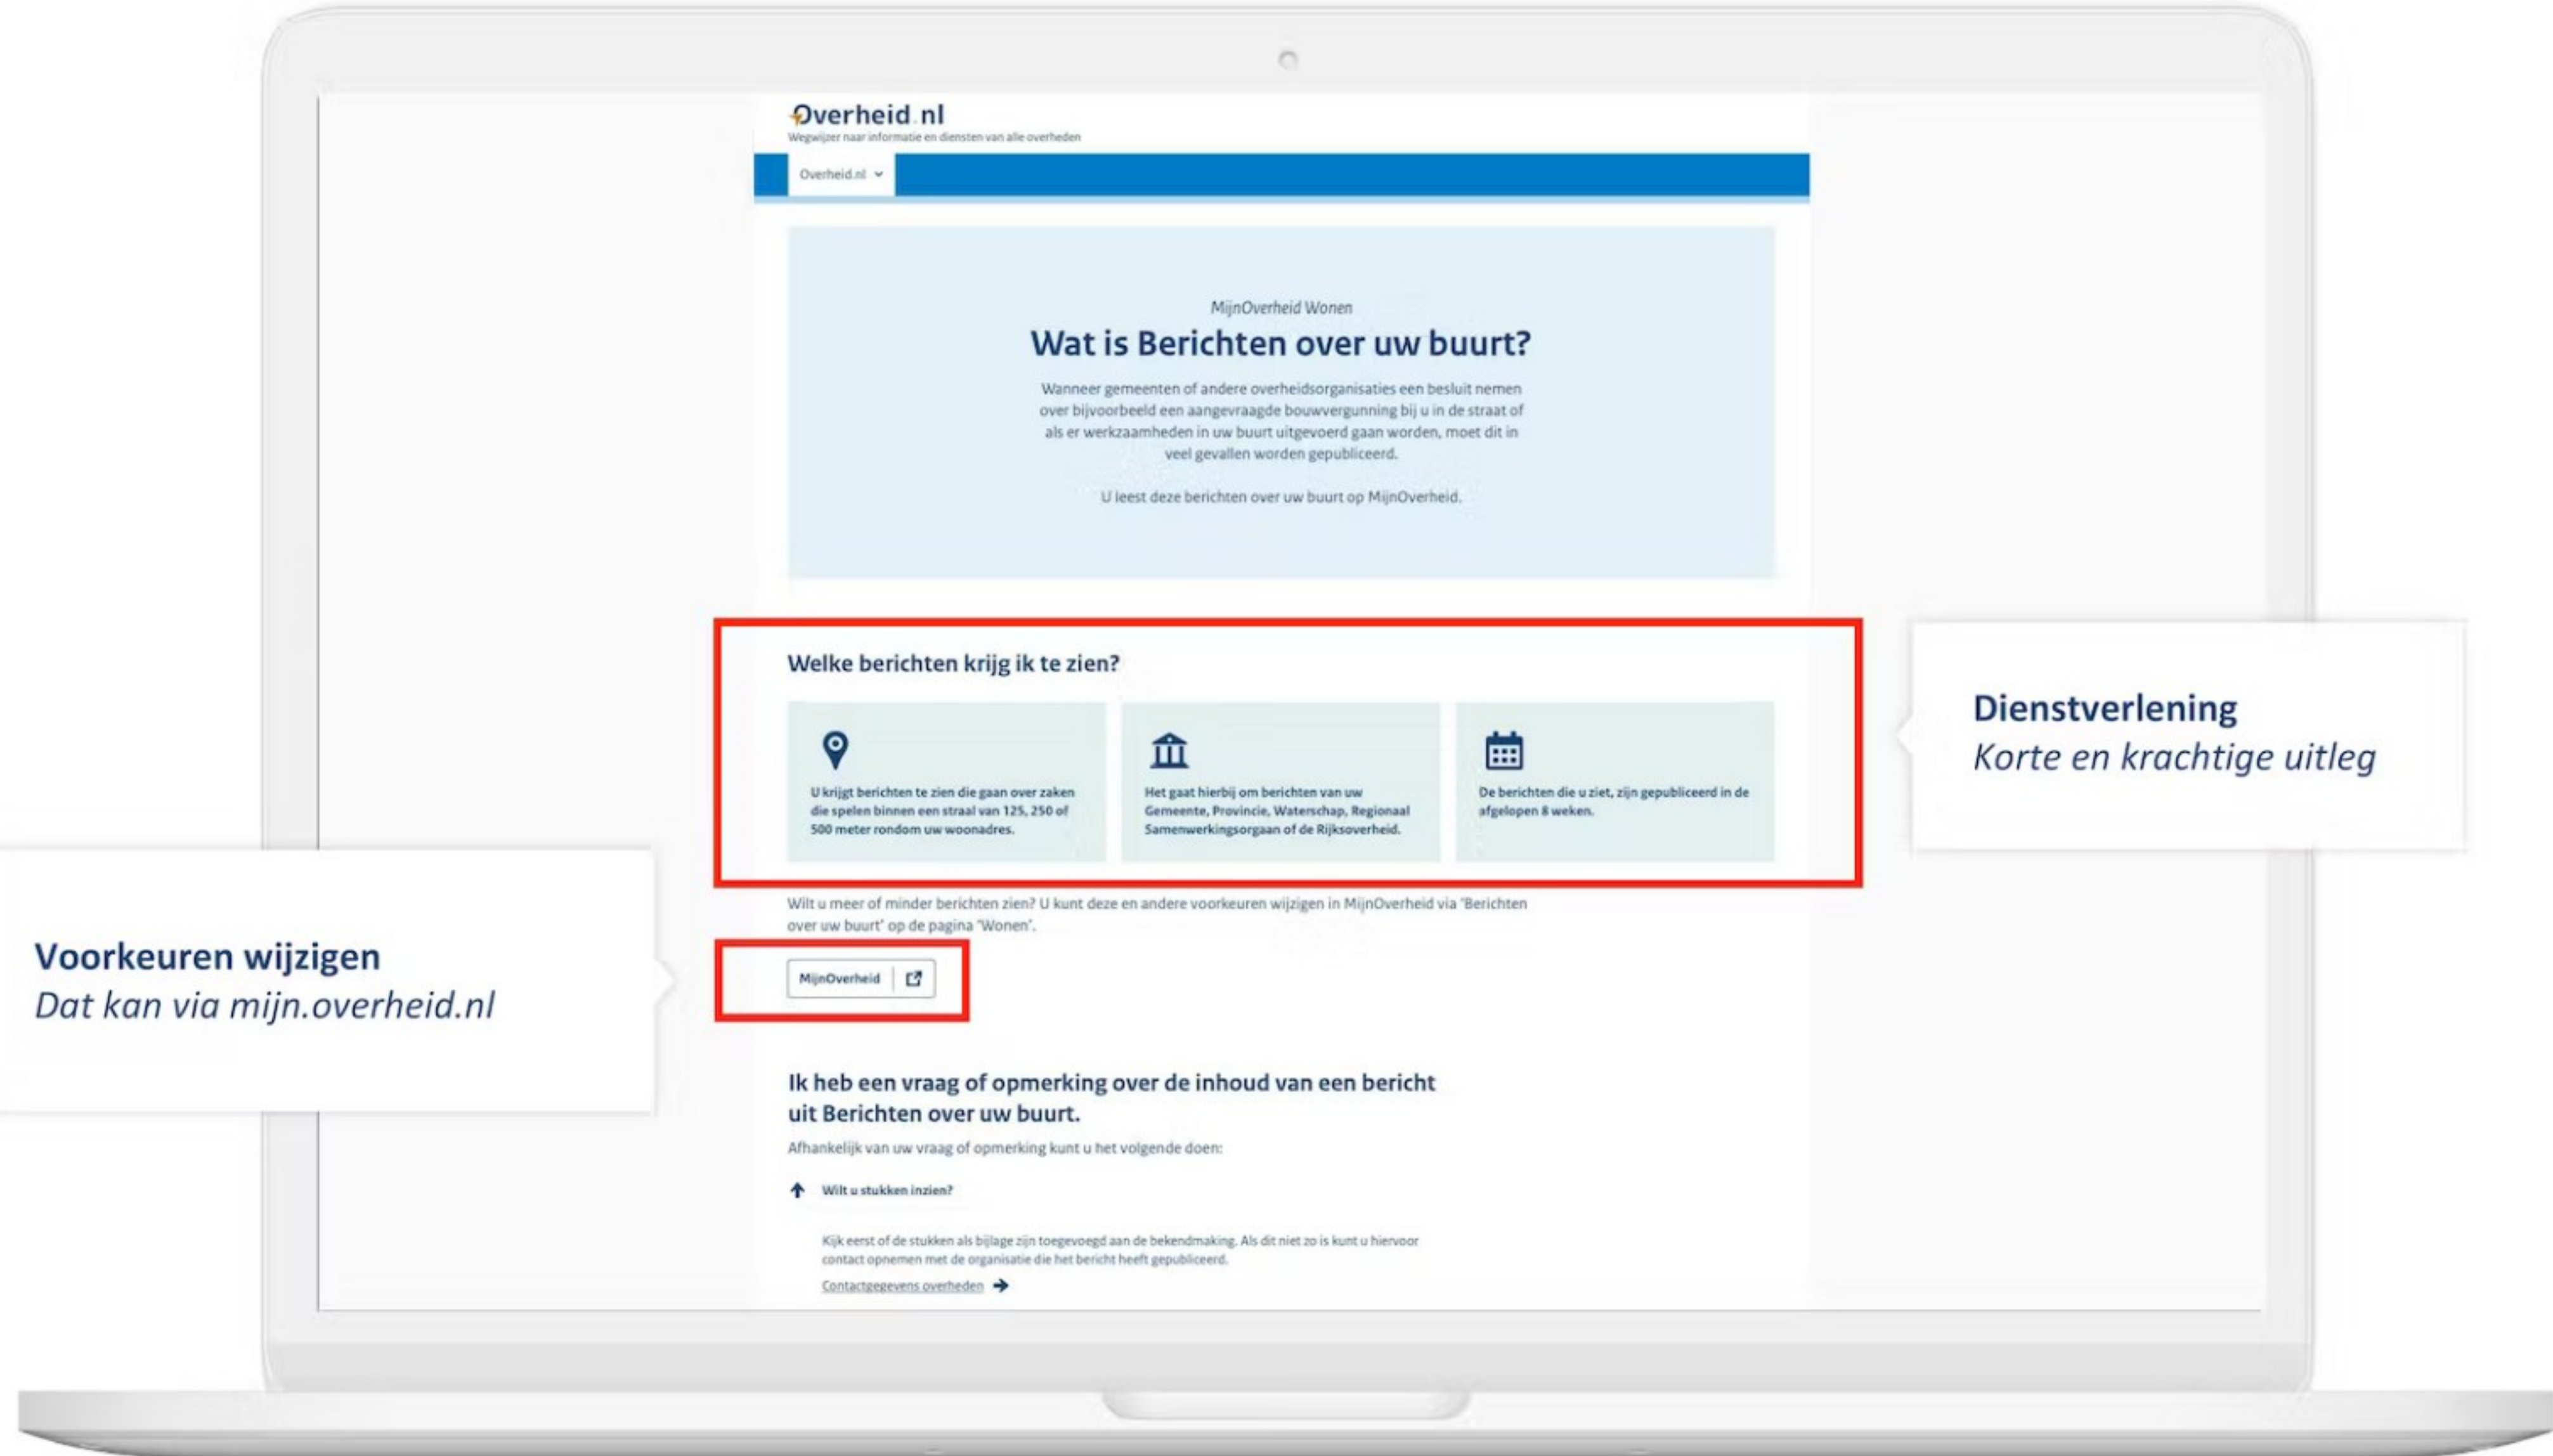 Overheid.nl
Wegwijzer naar informatie en diensten van alle overheden
Overheid.nl
MijnOverheid Wonen
Wat is Berichten over uw buurt?
Wanneer gemeenten of andere overheidsorganisaties een besluit nemen
over bijvoorbeeld een aangevraagde bouwvergunning bij u in de straat of
als er werkzaamheden in uw buurt uitgevoerd gaan worden, moet dit in
veel gevallen worden gepubliceerd.
U leest deze berichten over uw buurt op MijnOverheid.
Welke berichten krijg ik te zien?
U krijgt berichten te zien die gaan over zaken
die spelen binnen een straal van 125, 250 of
500 meter rondom uw woonadres.
Het gaat hierbij om berichten van uw
Gemeente, Provincie, Waterschap, Regionaal
Samenwerkingsorgaan of de Rijksoverheid.
De berichten die u ziet, zijn gepubliceerd in de
afgelopen 8 weken.
Dienstverlening
Korte en krachtige uitleg
Wilt u meer of minder berichten zien? U kunt deze en andere voorkeuren wijzigen in MijnOverheid via 'Berichten
over uw buurt' op de pagina 'Wonen'.
Voorkeuren wijzigen
Dat kan via mijn.overheid.nl
MijnOverheid
Ik heb een vraag of opmerking over de inhoud van een bericht
uit Berichten over uw buurt.
Afhankelijk van uw vraag of opmerking kunt u het volgende doen:
Wilt u stukken inzien?
Kijk eerst of de stukken als bijlage zijn toegevoegd aan de bekendmaking. Als dit niet zo is kunt u hiervoor
contact opnemen met de organisatie die het bericht heeft gepubliceerd.
Contactgegevens overheden